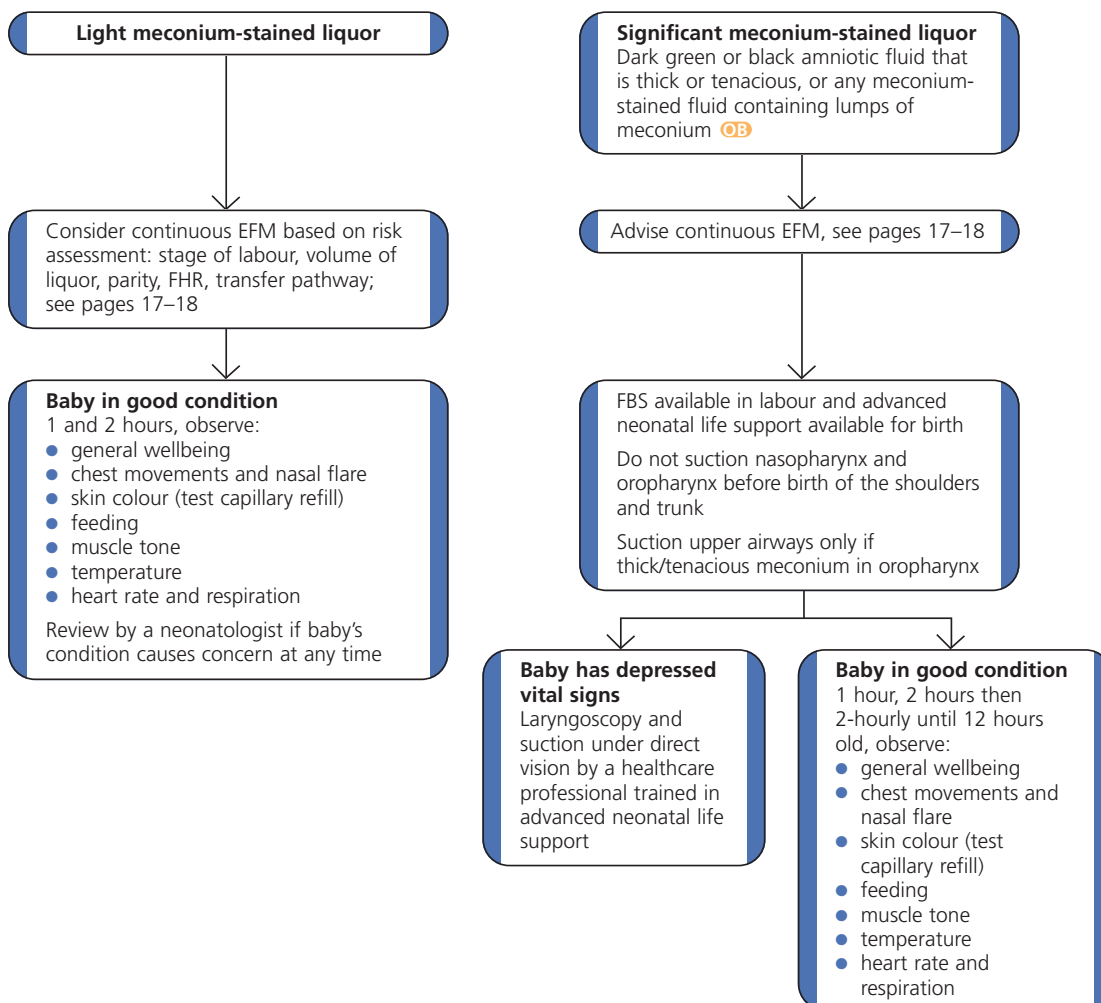 Light meconium-stained liquor
Consider continuous EFM based on risk
assessment: stage of labour, volume of
liquor, parity, FHR, transfer pathway;
see pages 17–18
Baby in good condition
1 and 2 hours, observe:
● general wellbeing
● chest movements and nasal flare
● skin colour (test capillary refill)
● feeding
● muscle tone
● temperature
● heart rate and respiration
Review by a neonatologist if baby's
condition causes concern at any time
Significant meconium-stained liquor
Dark green or black amniotic fluid that
is thick or tenacious, or any meconium-
stained fluid containing lumps of
meconium OB
Advise continuous EFM, see pages 17–18
FBS available in labour and advanced
neonatal life support available for birth
Do not suction nasopharynx and
oropharynx before birth of the shoulders
and trunk
Suction upper airways only if
thick/tenacious meconium in oropharynx
Baby has depressed
vital signs
Laryngoscopy and
suction under direct
vision by a healthcare
professional trained in
advanced neonatal life
support
Baby in good condition
1 hour, 2 hours then
2-hourly until 12 hours
old, observe:
● general wellbeing
● chest movements and
nasal flare
● skin colour (test
capillary refill)
● feeding
● muscle tone
● temperature
● heart rate and
respiration